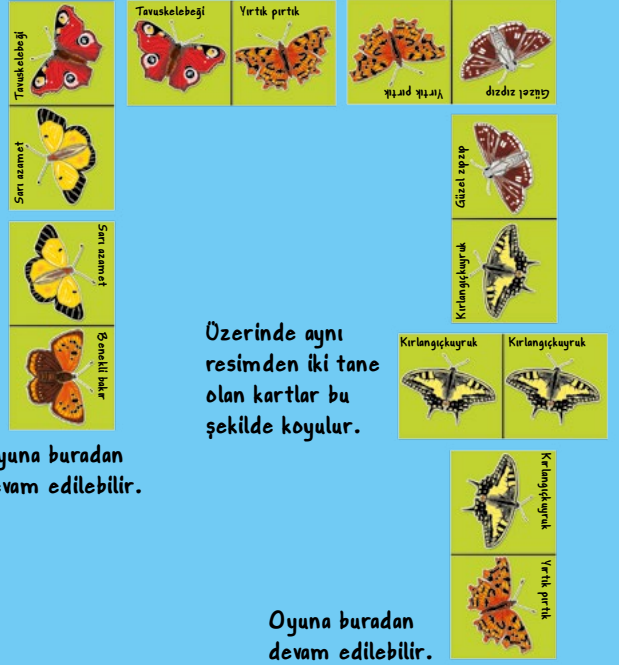 Tavuskelebeği
Sarı azamet
Tavuskelebeği
Yırtık pırtık
Yırtık pırtık
Güzel zıpzıp
Güzel zıpzıp
Kırlangıçkuyruk
Sarı azamet
Benekli bakır
Üzerinde aynı
resimden iki tane
olan kartlar bu
şekilde koyulur.
Kırlangıçkuyruk
Kırlangıçkuyruk
yuna buradan
evam edilebilir.
Kırlangıçkuyruk
Yırtık pırtık
Oyuna buradan
devam edilebilir.